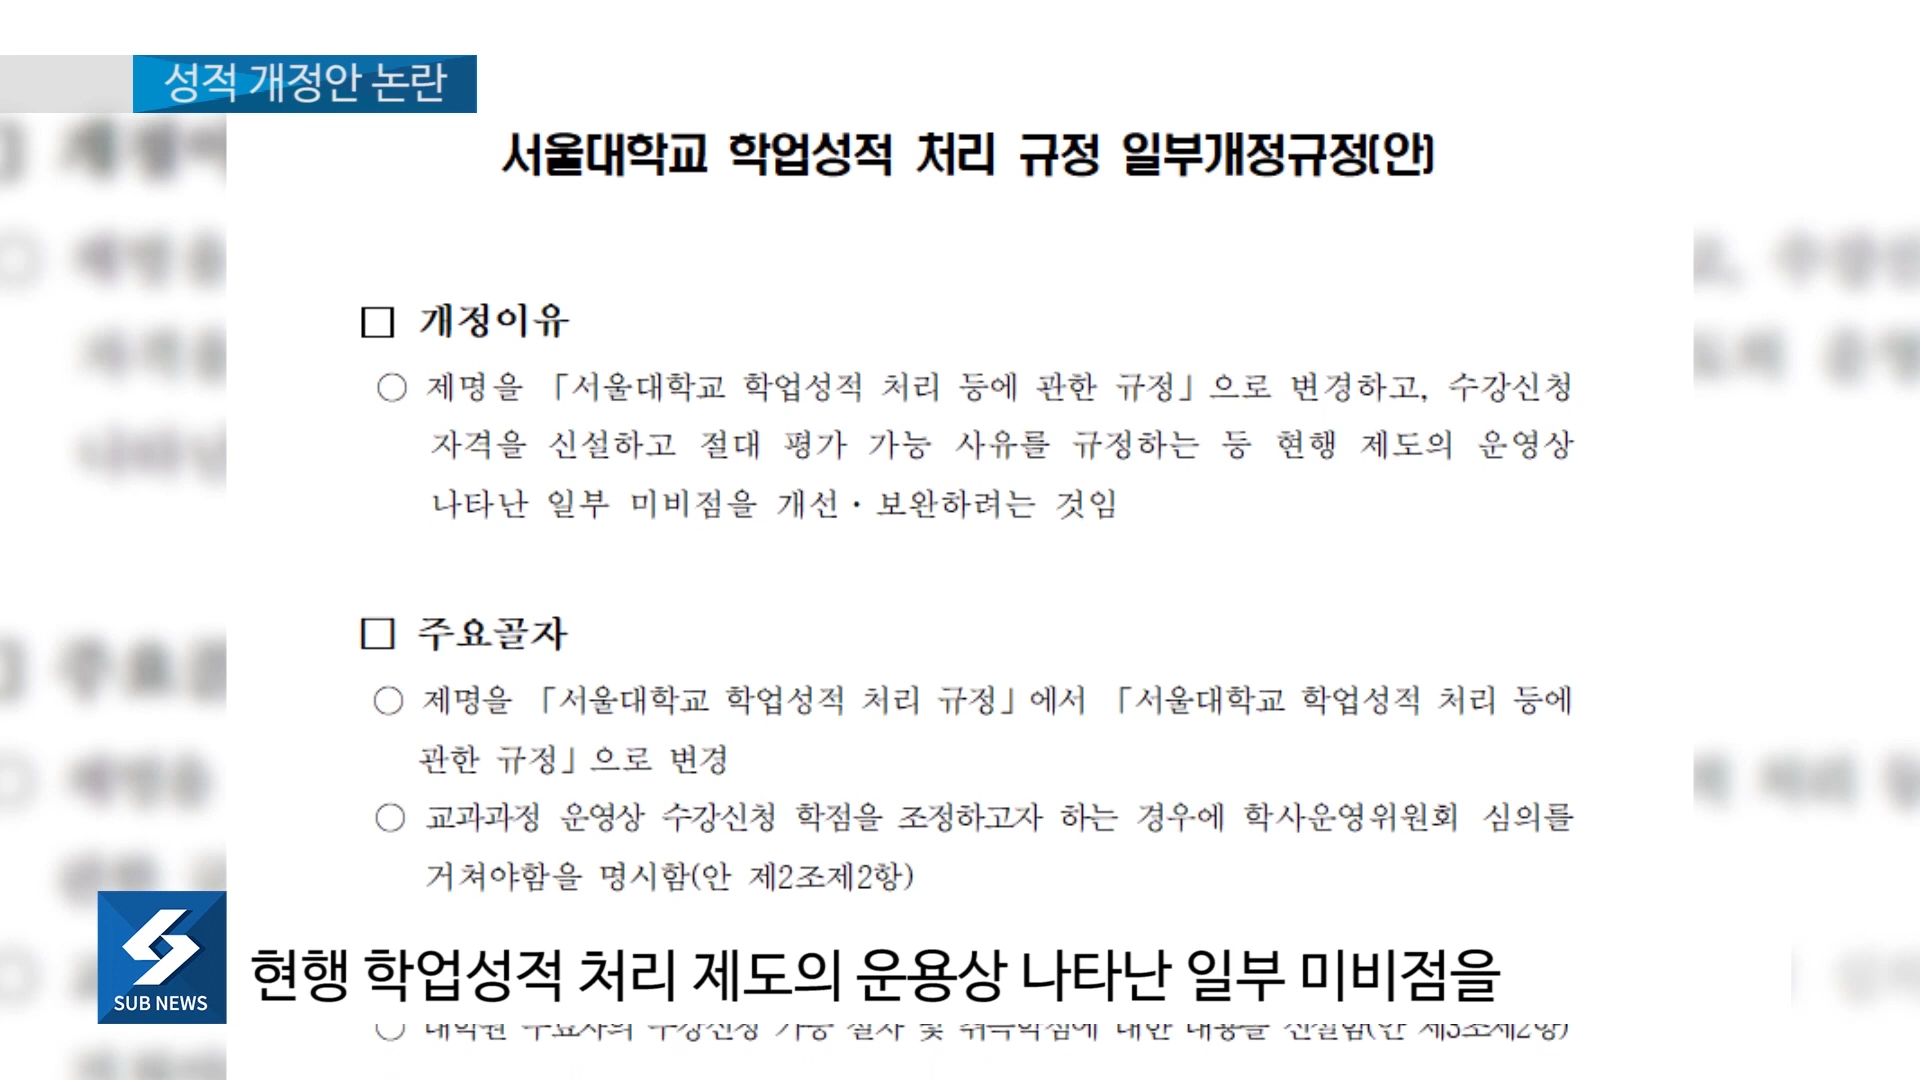 성적 개정안 논란
서울대학교 학업성적 처리 규정 일부개정규정(안)
□ 개정이유
○ 제명을 「서울대학교 학업성적 처리 등에 관한 규정」으로 변경하고, 수강신청
자격을 신설하고 절대 평가 가능 사유를 규정하는 등 현행 제도의 운영상
나타난 일부 미비점을 개선·보완하려는 것임
□ 주요골자
○ 제명을 「서울대학교 학업성적 처리 규정」에서 「서울대학교 학업성적 처리 등에
관한 규정」으로 변경
○ 교과과정 운영상 수강신청 학점을 조정하고자 하는 경우에 학사운영위원회 심의를
거쳐야함을 명시함(안 제2조제2항)
SUB NEWS
현행 학업성적 처리 제도의 운용상 나타난 일부 미비점을